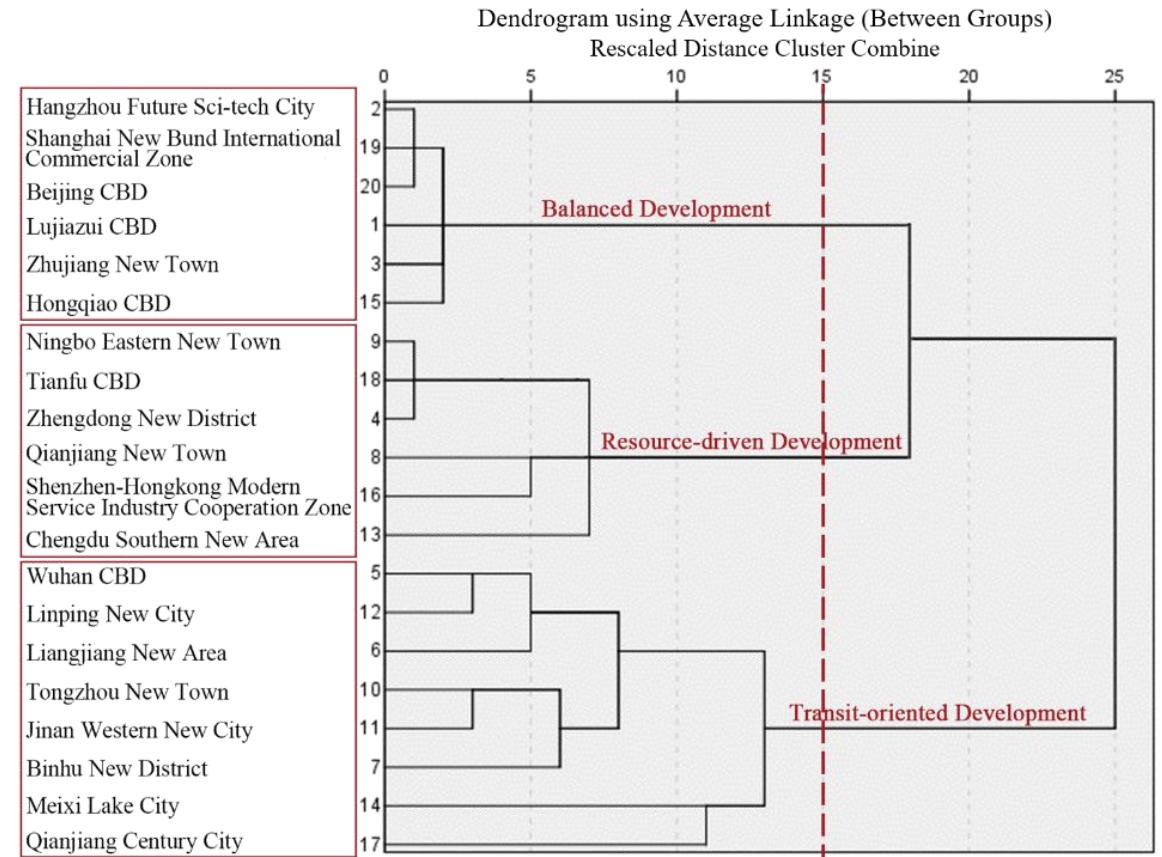 Dendrogram using Average Linkage (Between Groups)
Rescaled Distance Cluster Combine
0 5 10 15 20 25
Hangzhou Future Sci-tech City 2
Shanghai New Bund International
Commercial Zone 19
Beijing CBD 20
Lujiazui CBD 1
Balanced Development
Zhujiang New Town 3
Hongqiao CBD 15
Ningbo Eastern New Town 9
Tianfu CBD 18
Zhengdong New District 4
Qianjiang New Town 8
Resource-driven Development
Shenzhen-Hongkong Modern
Service Industry Cooperation Zone 16
Chengdu Southern New Area 13
Wuhan CBD 5
Linping New City 12
Liangjiang New Area 6
Tongzhou New Town 10
Transit-oriented Development
Jinan Western New City 11
Binhu New District 7
Meixi Lake City 14
Qianjiang Century City 17